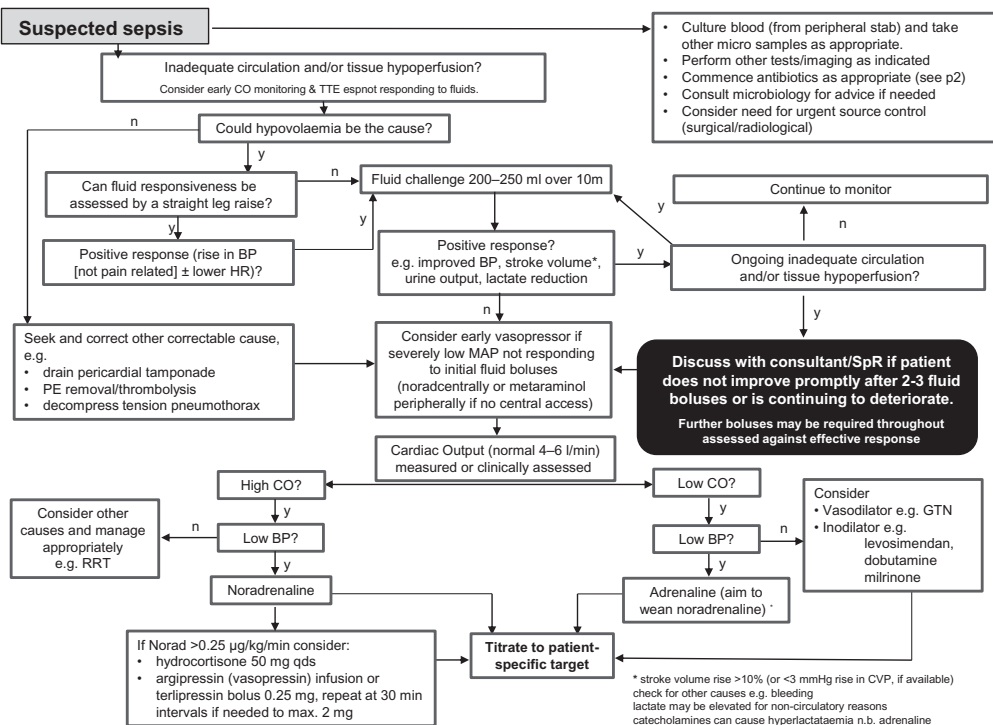 Suspected sepsis
• Culture blood (from peripheral stab) and take
other micro samples as appropriate.
• Perform other tests/imaging as indicated
• Commence antibiotics as appropriate (see p2)
• Consult microbiology for advice if needed
• Consider need for urgent source control
(surgical/radiological)
Inadequate circulation and/or tissue hypoperfusion?
Consider early CO monitoring & TTE espnot responding to fluids.
n
Could hypovolaemia be the cause?
y
Can fluid responsiveness be
assessed by a straight leg raise?
n
Fluid challenge 200–250 ml over 10m
Continue to monitor
y
y
y
n
Positive response (rise in BP
[not pain related] ± lower HR)?
Positive response?
e.g. improved BP, stroke volume*,
urine output, lactate reduction
y
Ongoing inadequate circulation
and/or tissue hypoperfusion?
n
y
Seek and correct other correctable cause,
e.g.
• drain pericardial tamponade
• PE removal/thrombolysis
• decompress tension pneumothorax
Consider early vasopressor if
severely low MAP not responding
to initial fluid boluses
(noradcentrally or metaraminol
peripherally if no central access)
Discuss with consultant/SpR if patient
does not improve promptly after 2-3 fluid
boluses or is continuing to deteriorate.
Further boluses may be required throughout
assessed against effective response
Cardiac Output (normal 4–6 l/min)
measured or clinically assessed
High CO?
Low CO?
y
y
Consider other
causes and manage
appropriately
e.g. RRT
n
Low BP?
Low BP?
n
Consider
• Vasodilator e.g. GTN
• Inodilator e.g.
levosimendan,
dobutamine
milrinone
y
y
Noradrenaline
Adrenaline (aim to
wean noradrenaline) *
If Norad >0.25 µg/kg/min consider:
• hydrocortisone 50 mg qds
• argipressin (vasopressin) infusion or
terlipressin bolus 0.25 mg, repeat at 30 min
intervals if needed to max. 2 mg
Titrate to patient-
specific target
* stroke volume rise >10% (or <3 mmHg rise in CVP, if available)
check for other causes e.g. bleeding
lactate may be elevated for non-circulatory reasons
catecholamines can cause hyperlactataemia n.b. adrenaline